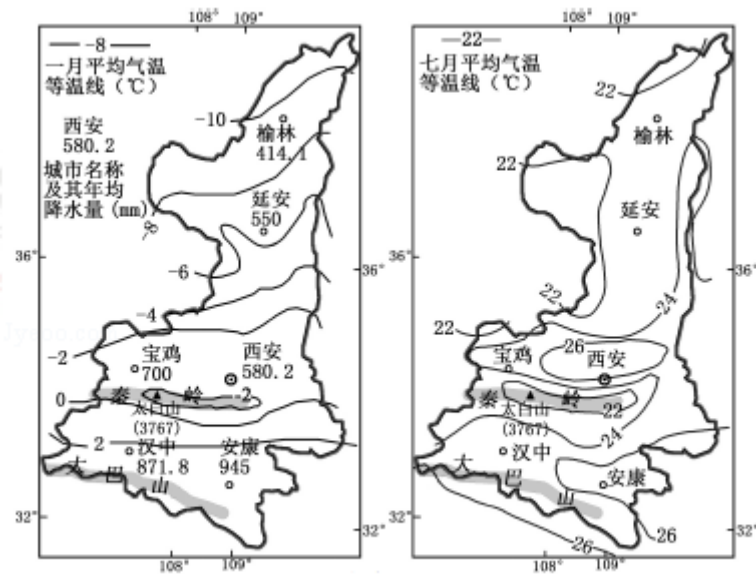 108° 109°
— -8 —
一月平均气温
等温线（℃）
西安
580.2
城市名称
及其年均
降水量(mm)
-10
榆林
414.1
-8
延安
550
36°
36°
-6
-4
-2
宝鸡
700
西安
580.2
0
秦 岭
-2
太白山
(3767)
2
汉中
871.8
安康
945
大 巴 山
32°
32°
108° 109°
108° 109°
—22—
七月平均气温
等温线（℃）
22
榆林
22
延安
36°
22
24
22
宝鸡
26
西安
秦 岭
太白山
(3767)
22
24
汉中
大 巴 山
安康
26
26
32°
108° 109°